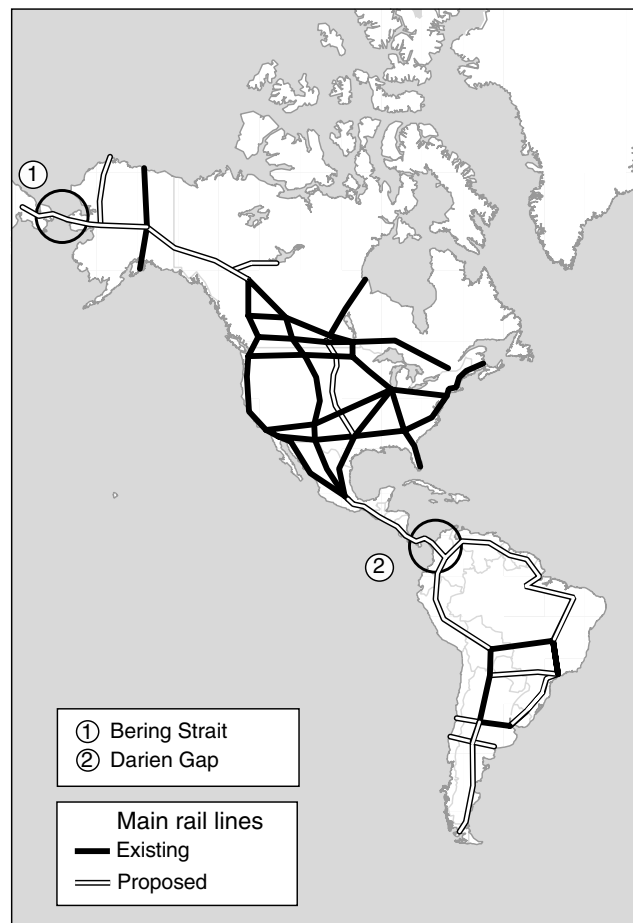 1
2
1 Bering Strait
2 Darien Gap
Main rail lines
Existing
Proposed